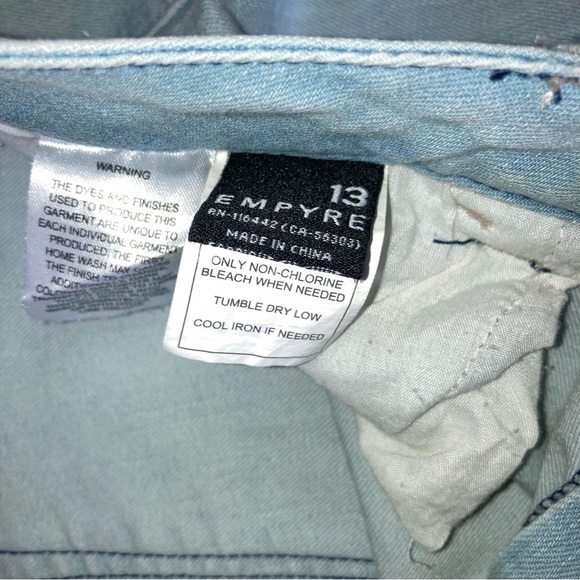 WARNING
THE DYES AND FINISHES
USED TO PRODUCE THIS
GARMENT ARE UNIQUE TO
EACH INDIVIDUAL GARMENT
PRODUCED. THE FIRST
HOME WASH MAY
THE FINISH
13
EMPYRE
RN-116442 (CA-55303)
MADE IN CHINA
ONLY NON-CHLORINE
BLEACH WHEN NEEDED
TUMBLE DRY LOW
COOL IRON IF NEEDED